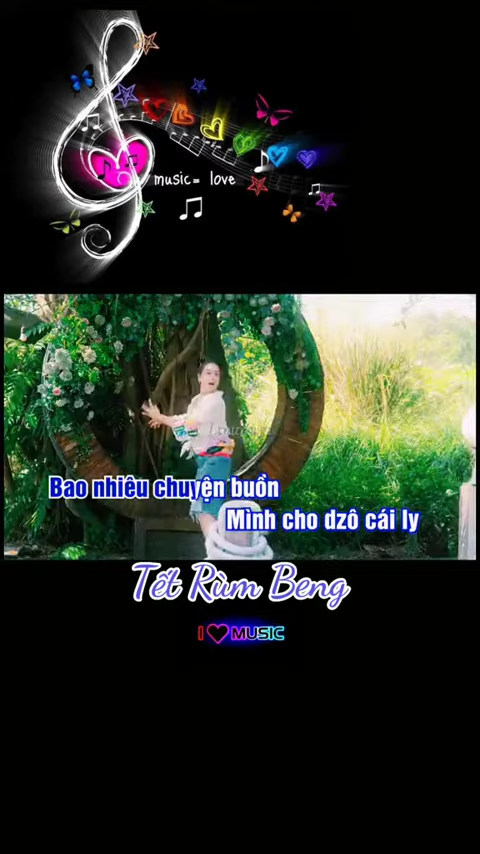 music= love
Bao nhiêu chuyện buồn
Mình cho dzô cái ly
Tết Rùm Beng
I MUSIC